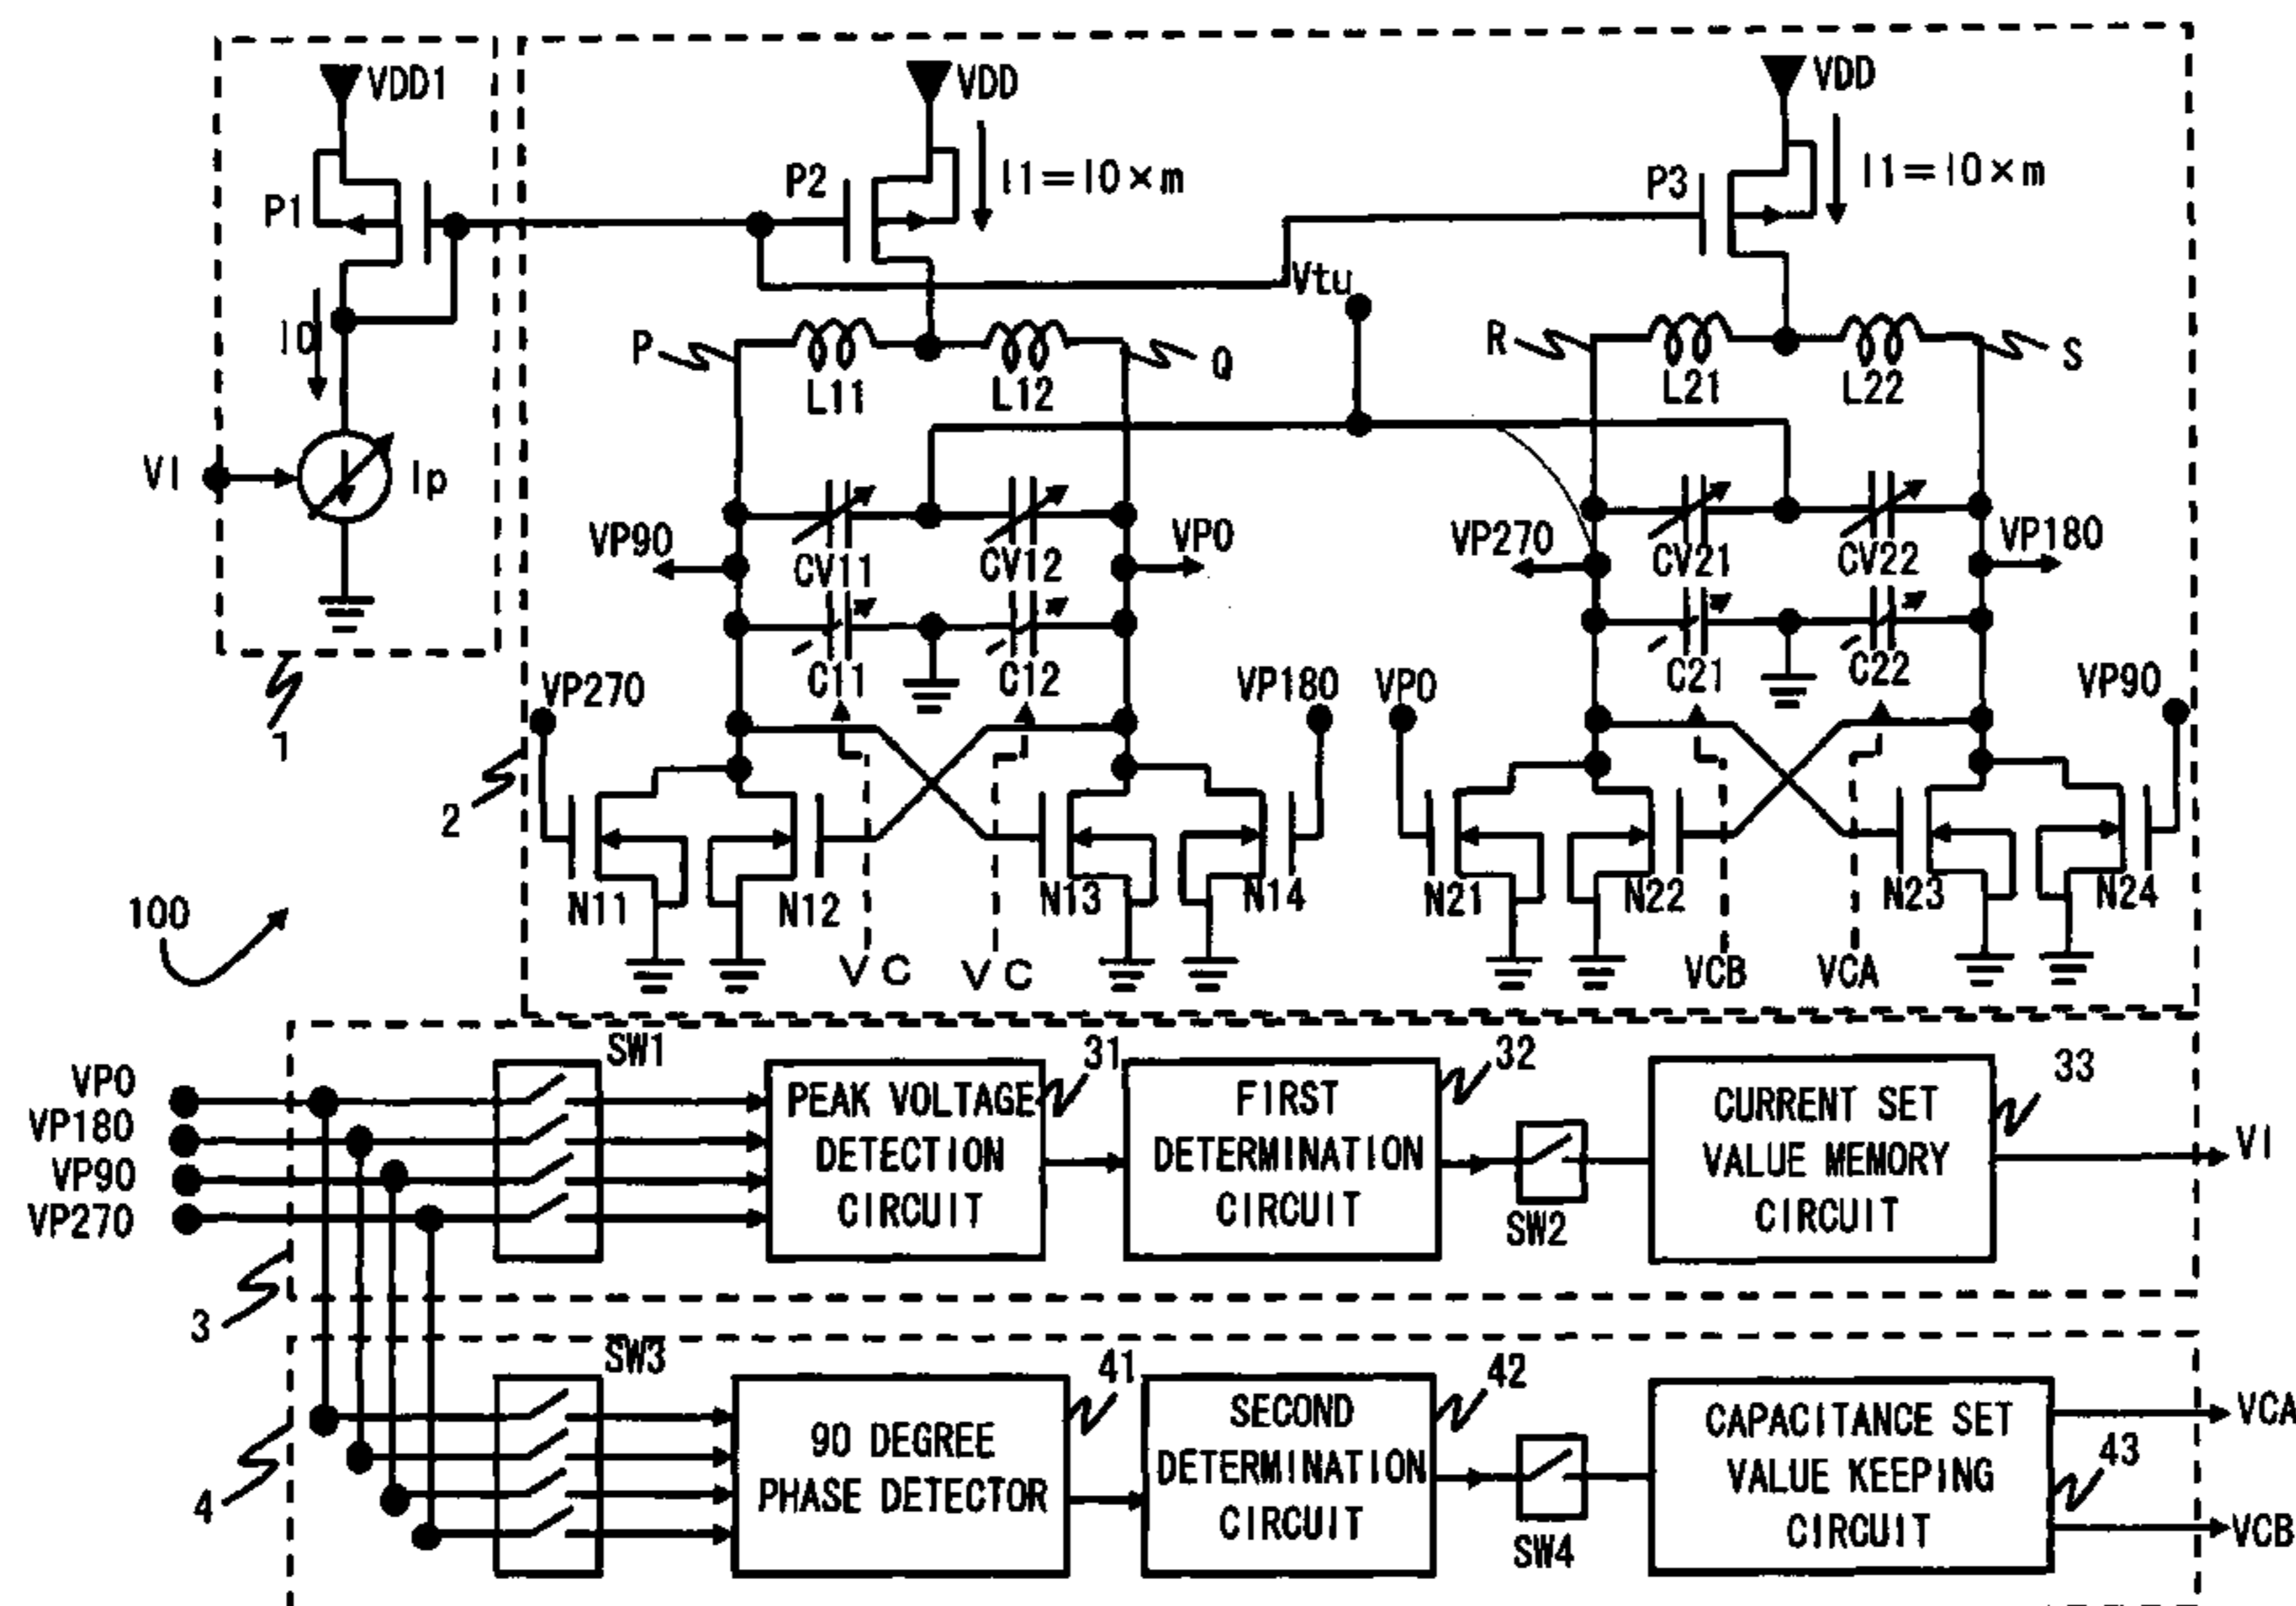 VDD1
VDD
VDD
P1
P2
I1=I0×m
P3
I1=I0×m
I0
Vtu
P
Q
R
S
L11
L12
L21
L22
VI
Ip
VP90
VP0
VP270
VP180
CV11
CV12
CV21
CV22
C11
C12
C21
C22
VP270
VP180
VP0
VP90
1
2
N11
N12
N13
N14
N21
N22
N23
N24
100
VC
VC
VCB
VCA
SW1
VP0
VP180
VP90
VP270
31
PEAK VOLTAGE
DETECTION
CIRCUIT
32
FIRST
DETERMINATION
CIRCUIT
SW2
33
CURRENT SET
VALUE MEMORY
CIRCUIT
VI
3
SW3
41
90 DEGREE
PHASE DETECTOR
42
SECOND
DETERMINATION
CIRCUIT
SW4
CAPACITANCE SET
VALUE KEEPING
CIRCUIT
43
VCA
VCB
4